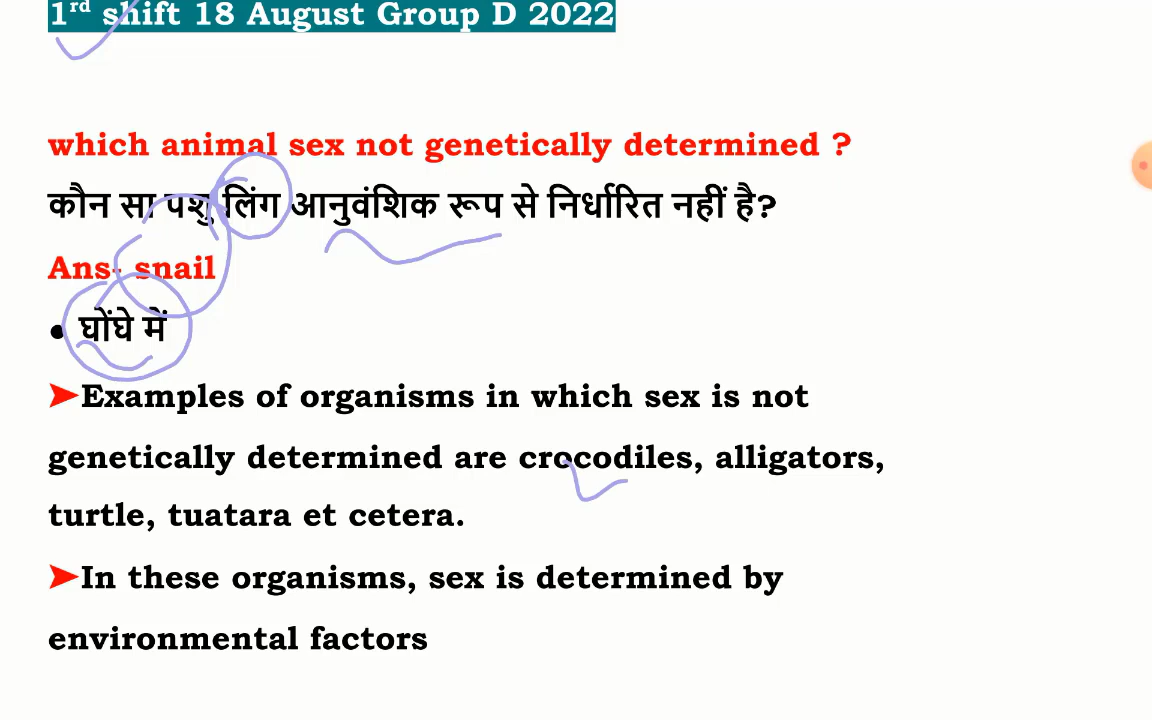 1rd shift 18 August Group D 2022
which animal sex not genetically determined ?
कौन सा पशु लिंग आनुवंशिक रूप से निर्धारित नहीं है?
Ans- snail
• घोंघे में
➤Examples of organisms in which sex is not
genetically determined are crocodiles, alligators,
turtle, tuatara et cetera.
➤In these organisms, sex is determined by
environmental factors